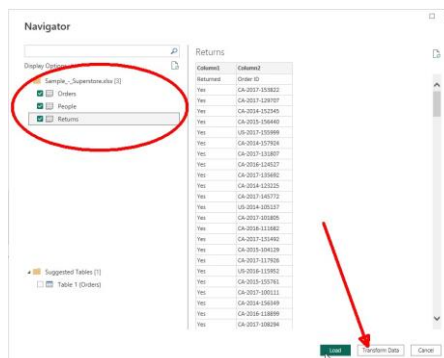 Navigator
Display Options
Sample_-_Superstore.xlsx [3]
Orders
People
Returns
Suggested Tables [1]
Table 1 (Orders)
Returns
Column1 Column2
Returned Order ID
Yes CA-2017-153822
Yes CA-2017-129707
Yes CA-2014-152345
Yes CA-2015-156440
Yes US-2017-155999
Yes CA-2014-157924
Yes CA-2017-131807
Yes CA-2016-124527
Yes CA-2017-135692
Yes CA-2014-123225
Yes CA-2017-145772
Yes US-2014-105137
Yes CA-2017-101805
Yes CA-2016-111682
Yes CA-2017-131492
Yes CA-2015-104129
Yes CA-2017-117926
Yes US-2016-115952
Yes CA-2015-155761
Yes CA-2017-100111
Yes CA-2014-156349
Yes CA-2016-118899
Yes CA-2017-108294
Load Transform Data Cancel